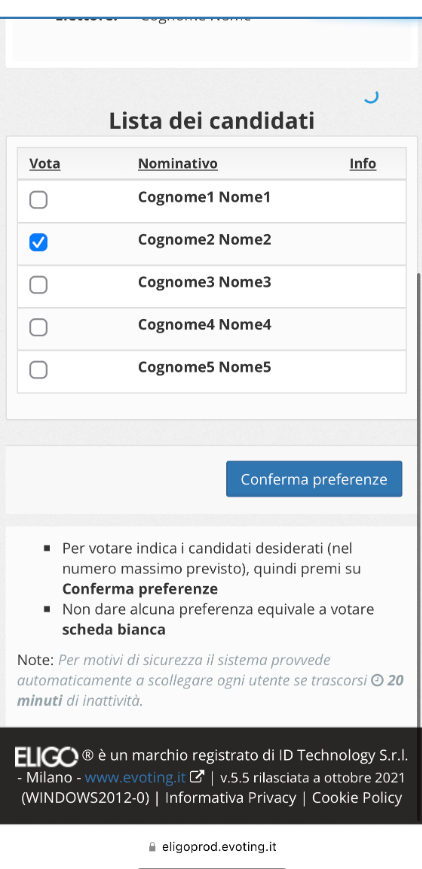 Elettore: Cognome Nome
Lista dei candidati
Vota Nominativo Info
Cognome1 Nome1
Cognome2 Nome2
Cognome3 Nome3
Cognome4 Nome4
Cognome5 Nome5
Conferma preferenze
Per votare indica i candidati desiderati (nel
numero massimo previsto), quindi premi su
Conferma preferenze
Non dare alcuna preferenza equivale a votare
scheda bianca
Note: Per motivi di sicurezza il sistema provvede
automaticamente a scollegare ogni utente se trascorsi 20
minuti di inattività.
ELIGO ® è un marchio registrato di ID Technology S.r.l.
- Milano - www.evoting.it | v.5.5 rilasciata a ottobre 2021
(WINDOWS2012-0) | Informativa Privacy | Cookie Policy
eligoprod.evoting.it